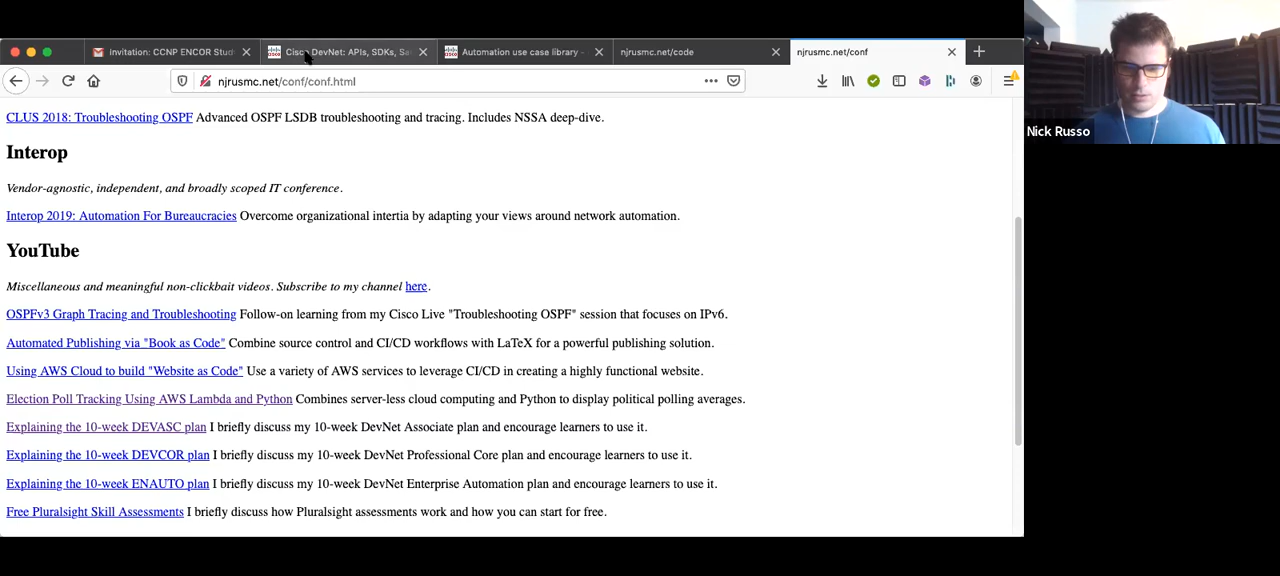 Invitation: CCNP ENCOR Stud
Cisco DevNet: APIs, SDKs, Sa
Automation use case library -
njrusmc.net/code
njrusmc.net/conf
njrusmc.net/conf/conf.html
Nick Russo
CLUS 2018: Troubleshooting OSPF Advanced OSPF LSDB troubleshooting and tracing. Includes NSSA deep-dive.
Interop
Vendor-agnostic, independent, and broadly scoped IT conference.
Interop 2019: Automation For Bureaucracies Overcome organizational intertia by adapting your views around network automation.
YouTube
Miscellaneous and meaningful non-clickbait videos. Subscribe to my channel here.
OSPFv3 Graph Tracing and Troubleshooting Follow-on learning from my Cisco Live "Troubleshooting OSPF" session that focuses on IPv6.
Automated Publishing via "Book as Code" Combine source control and CI/CD workflows with LaTeX for a powerful publishing solution.
Using AWS Cloud to build "Website as Code" Use a variety of AWS services to leverage CI/CD in creating a highly functional website.
Election Poll Tracking Using AWS Lambda and Python Combines server-less cloud computing and Python to display political polling averages.
Explaining the 10-week DEVASC plan I briefly discuss my 10-week DevNet Associate plan and encourage learners to use it.
Explaining the 10-week DEVCOR plan I briefly discuss my 10-week DevNet Professional Core plan and encourage learners to use it.
Explaining the 10-week ENAUTO plan I briefly discuss my 10-week DevNet Enterprise Automation plan and encourage learners to use it.
Free Pluralsight Skill Assessments I briefly discuss how Pluralsight assessments work and how you can start for free.